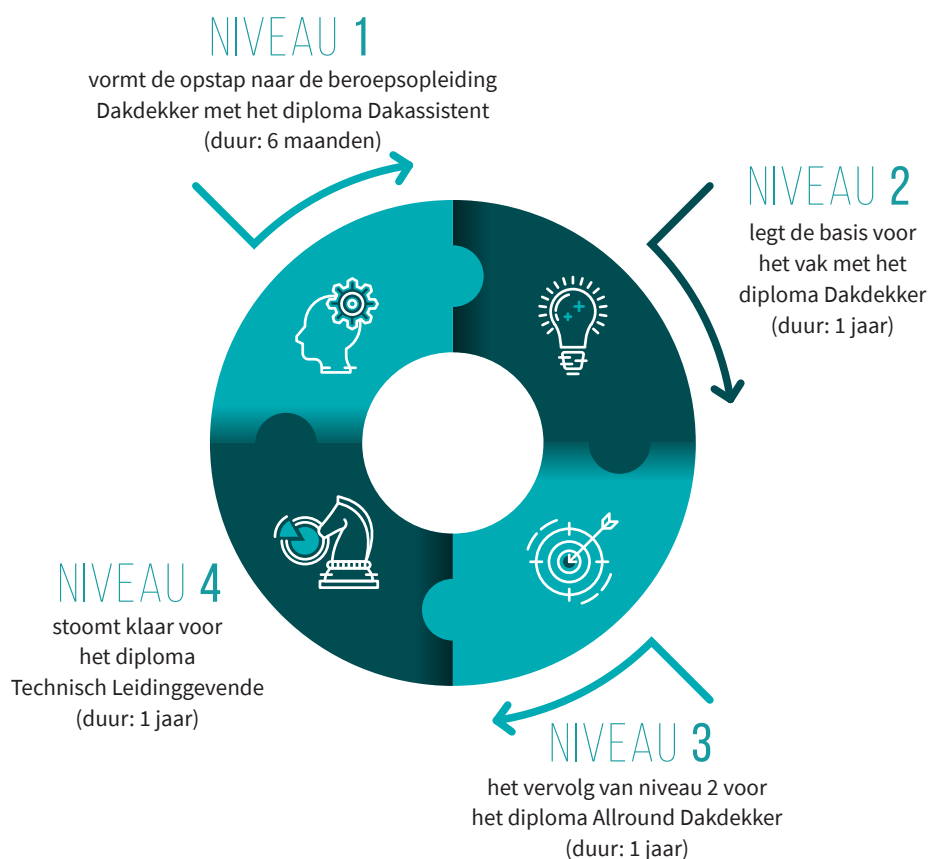 NIVEAU 1
vormt de opstap naar de beroepsopleiding
Dakdekker met het diploma Dakassistent
(duur: 6 maanden)
NIVEAU 2
legt de basis voor
het vak met het
diploma Dakdekker
(duur: 1 jaar)
NIVEAU 3
het vervolg van niveau 2 voor
het diploma Allround Dakdekker
(duur: 1 jaar)
NIVEAU 4
stoomt klaar voor
het diploma
Technisch Leidinggevende
(duur: 1 jaar)